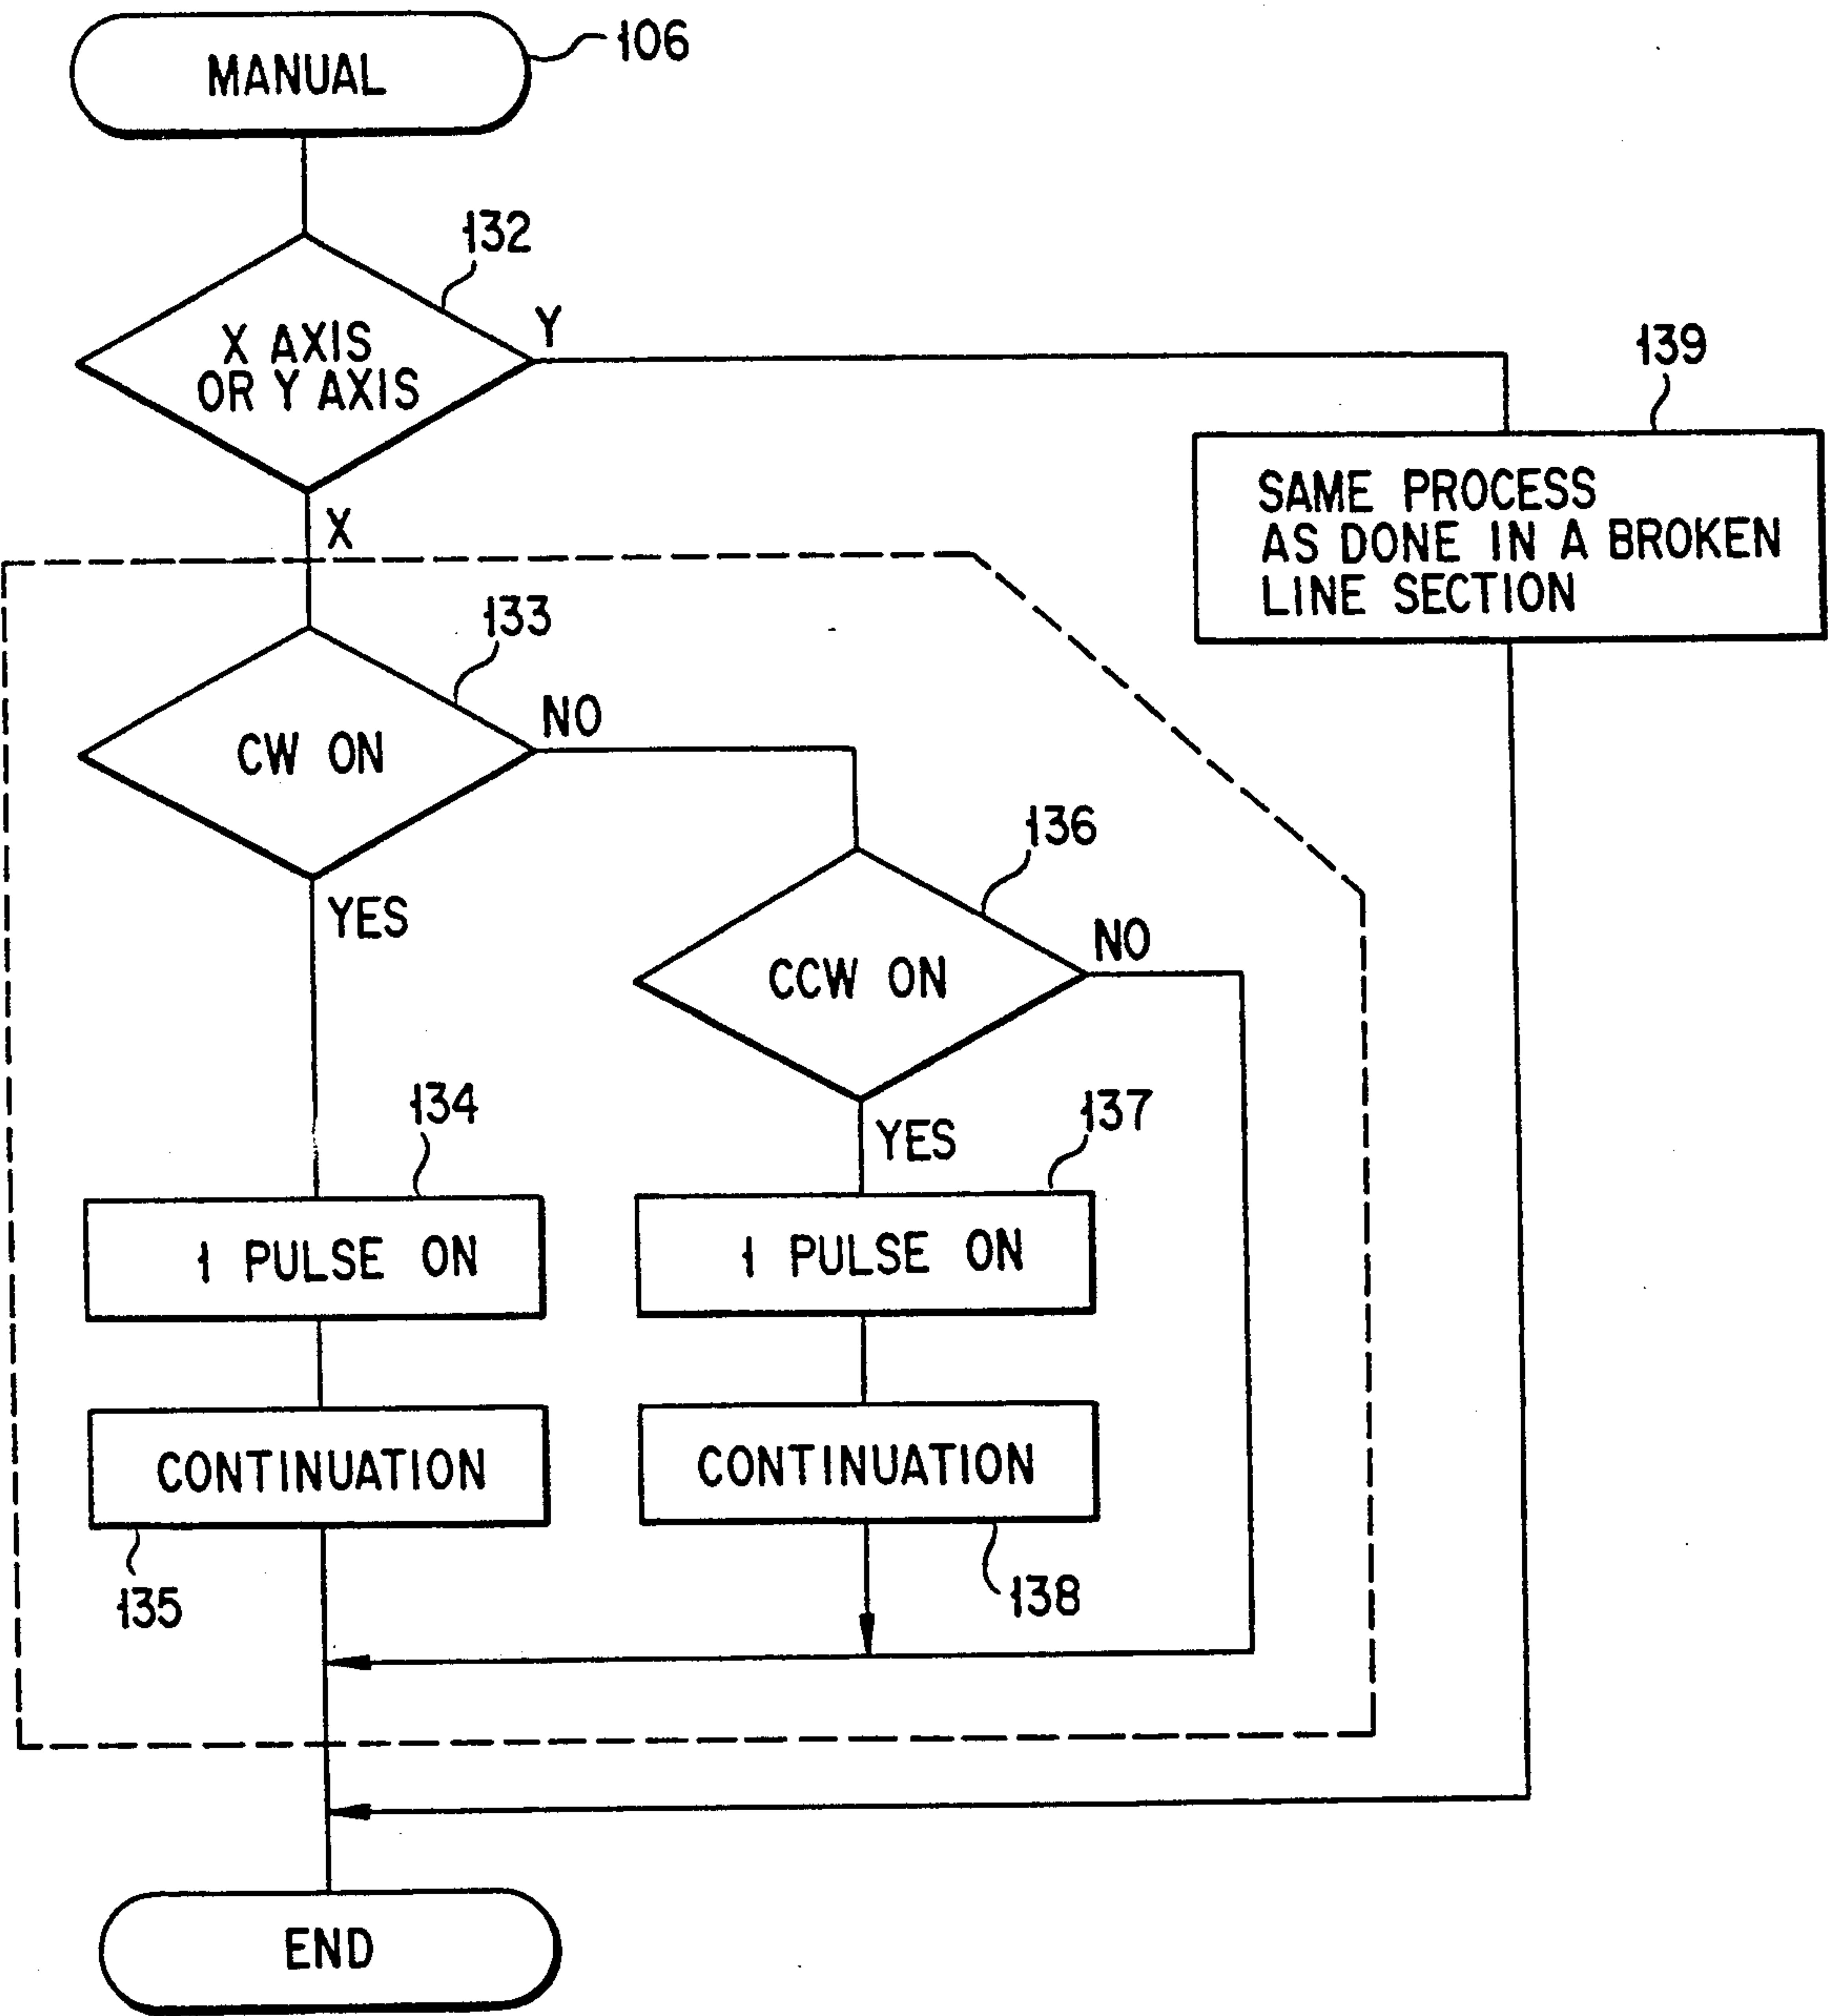 MANUAL
106
132
X AXIS
OR Y AXIS
Y
X
139
SAME PROCESS
AS DONE IN A BROKEN
LINE SECTION
133
CW ON
NO
YES
136
CCW ON
NO
YES
134
1 PULSE ON
137
1 PULSE ON
CONTINUATION
135
CONTINUATION
138
END